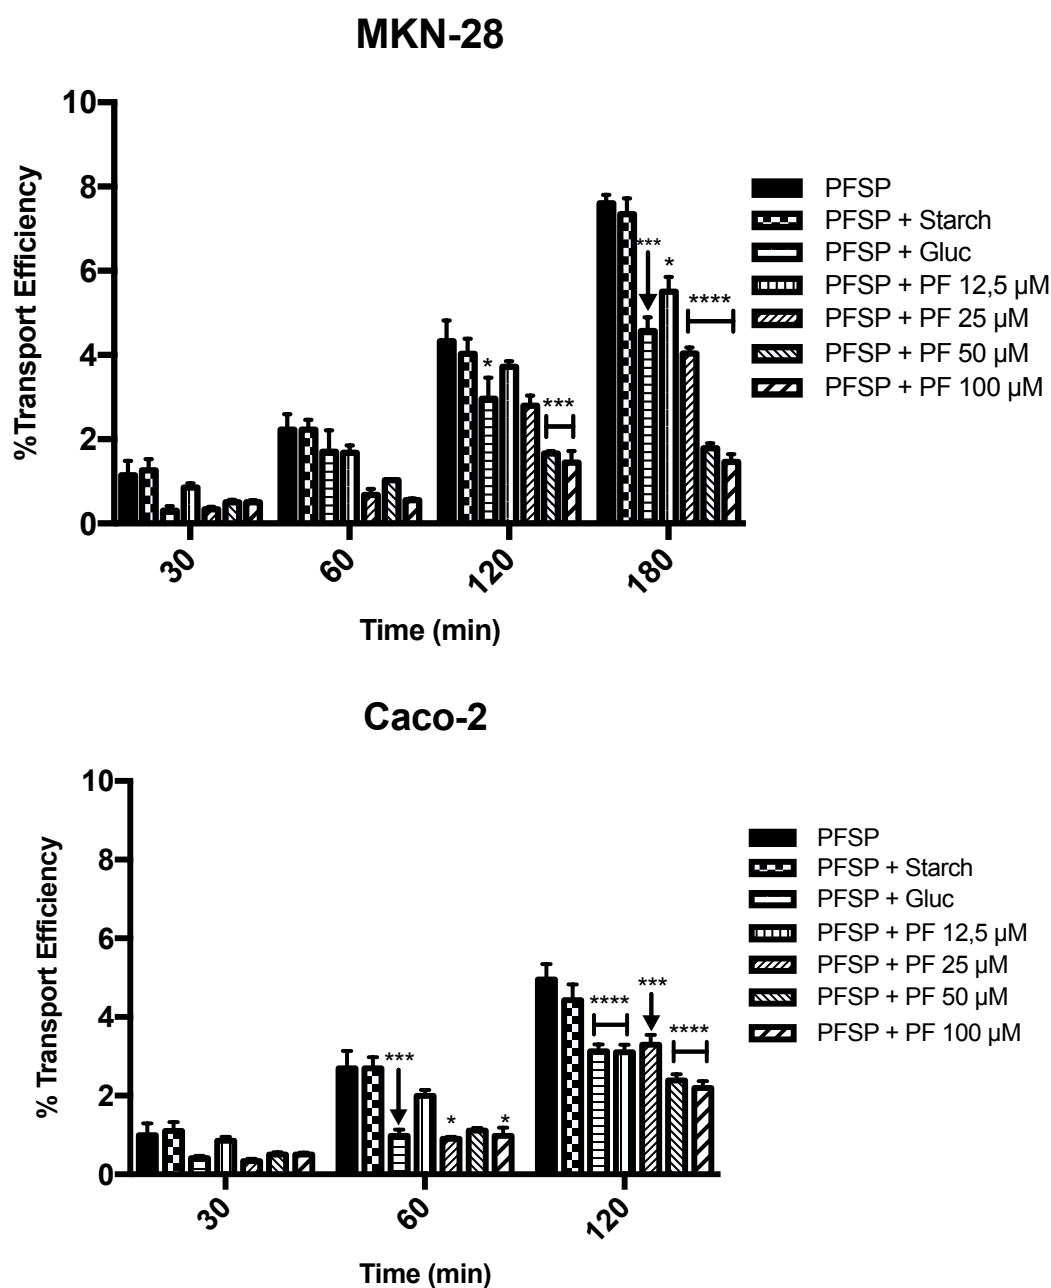 MKN-28
%Transport Efficiency
10
8
6
4
2
0
***
*
****
*
***
PFSP
PFSP + Starch
PFSP + Gluc
PFSP + PF 12,5 µM
PFSP + PF 25 µM
PFSP + PF 50 µM
PFSP + PF 100 µM
30
60
120
180
Time (min)
Caco-2
% Transport Efficiency
10
8
6
4
2
0
***
*
*
****
***
****
PFSP
PFSP + Starch
PFSP + Gluc
PFSP + PF 12,5 µM
PFSP + PF 25 µM
PFSP + PF 50 µM
PFSP + PF 100 µM
30
60
120
Time (min)